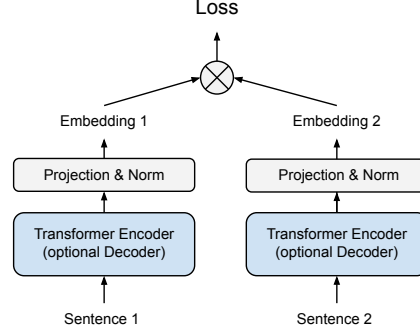 Loss
Embedding 1
Embedding 2
Projection & Norm
Projection & Norm
Transformer Encoder
(optional Decoder)
Transformer Encoder
(optional Decoder)
Sentence 1
Sentence 2